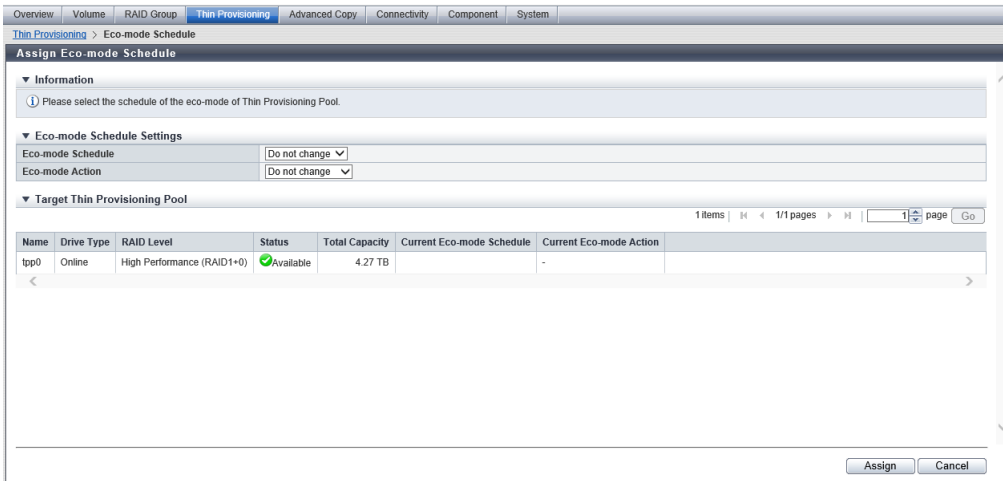 Overview Volume RAID Group Thin Provisioning Advanced Copy Connectivity Component System
Thin Provisioning > Eco-mode Schedule
Assign Eco-mode Schedule
Information
Please select the schedule of the eco-mode of Thin Provisioning Pool.
Eco-mode Schedule Settings
Eco-mode Schedule Do not change
Eco-mode Action Do not change
Target Thin Provisioning Pool
1 items | 1/1 pages | 1 page Go
Name Drive Type RAID Level Status Total Capacity Current Eco-mode Schedule Current Eco-mode Action
tpp0 Online High Performance (RAID1+0) Available 4.27 TB -
Assign Cancel